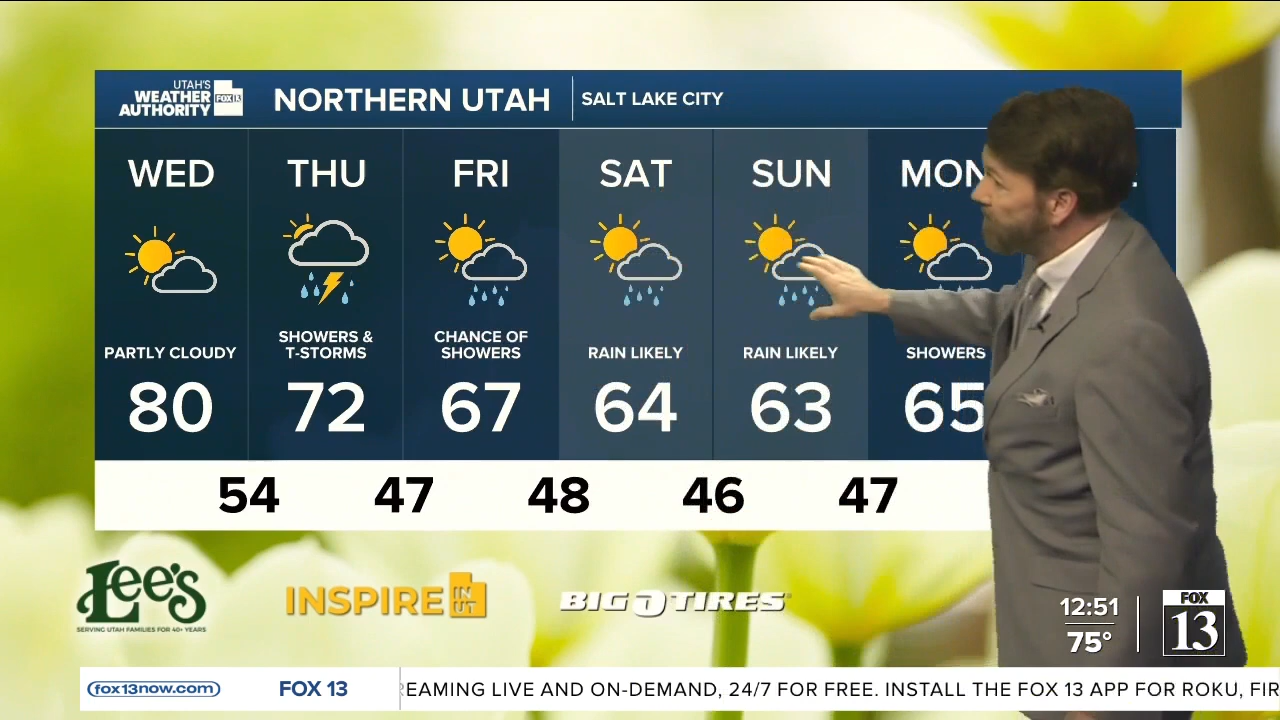 UTAH'S
WEATHER
AUTHORITY
FOX 13
NORTHERN UTAH
SALT LAKE CITY
WED THU FRI SAT SUN MON
PARTLY CLOUDY
SHOWERS &
T-STORMS
CHANCE OF
SHOWERS
RAIN LIKELY
RAIN LIKELY
SHOWERS
80 72 67 64 63 65
54 47 48 46 47
Lee's
SERVING UTAH FAMILIES FOR 40+ YEARS
INSPIRE
IN
UT
BIG O TIRES
12:51
75°
FOX
13
fox13now.com
FOX 13
EAMING LIVE AND ON-DEMAND, 24/7 FOR FREE. INSTALL THE FOX 13 APP FOR ROKU, FIR